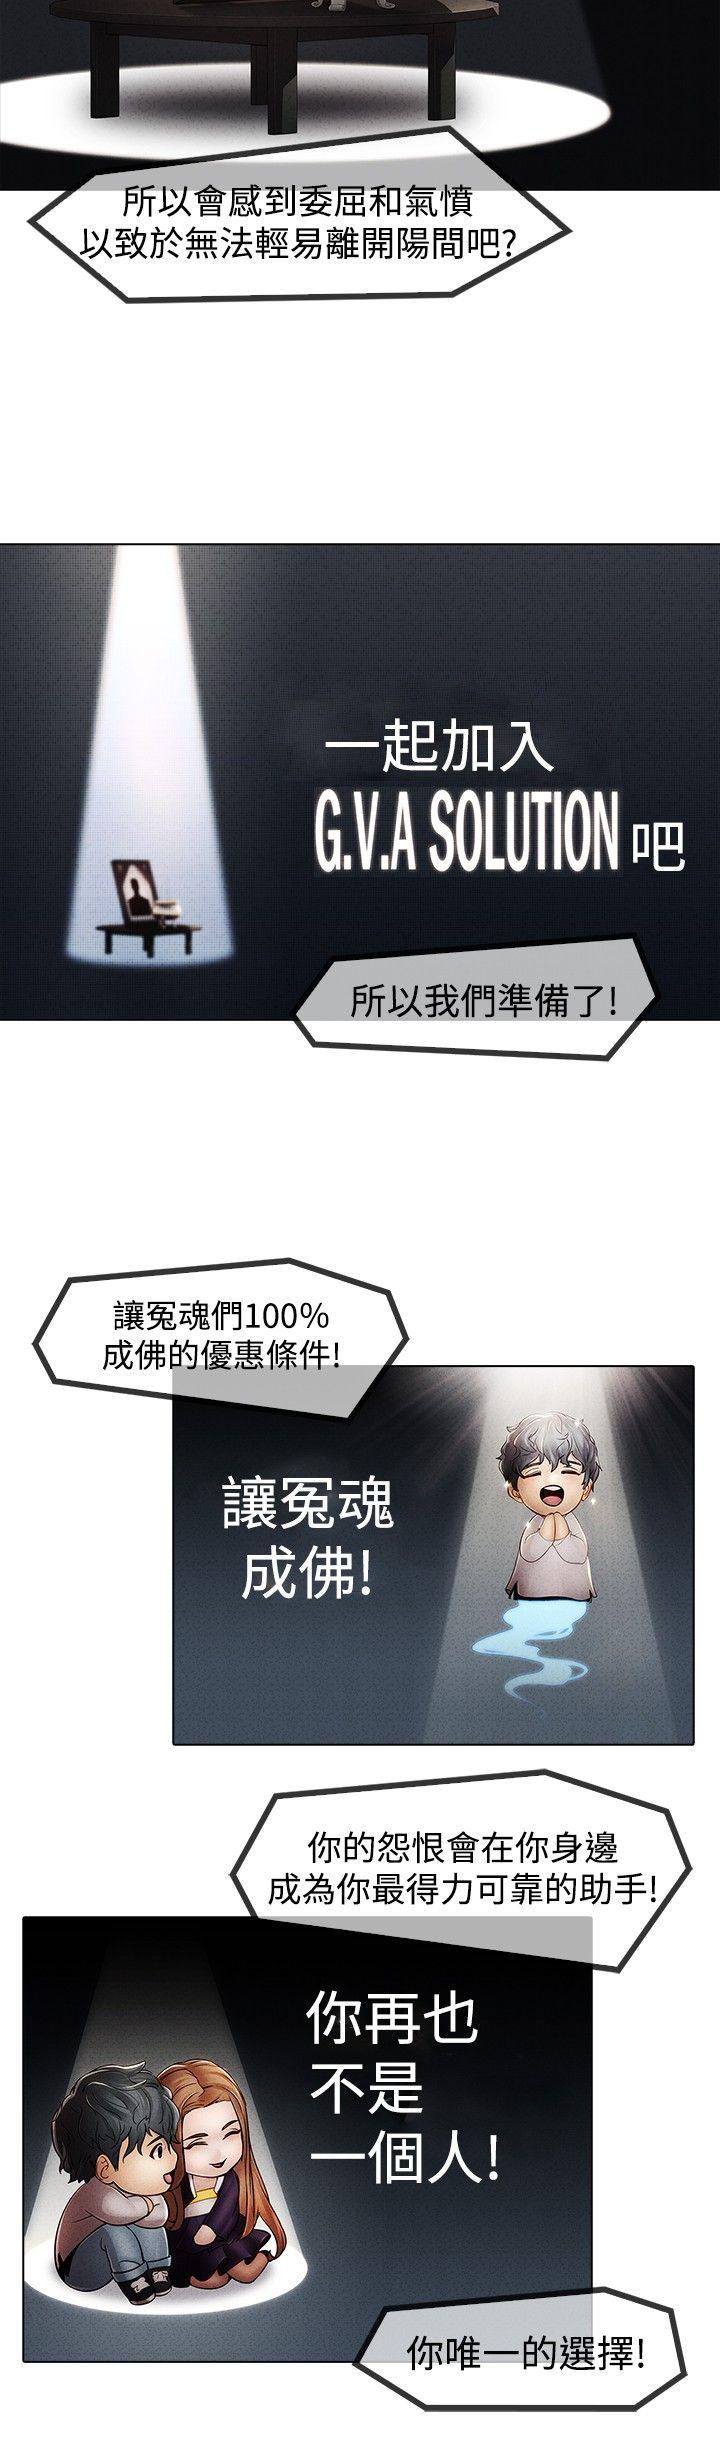 所以會感到委屈和氣憤
以致於無法輕易離開陽間吧?
一起加入
G.V.A SOLUTION 吧
所以我們準備了!
讓冤魂們100%
成佛的優惠條件!
讓冤魂
成佛!
你的怨恨會在你身邊
成為你最得力可靠的助手!
你再也
不是
一個人!
你唯一的選擇!